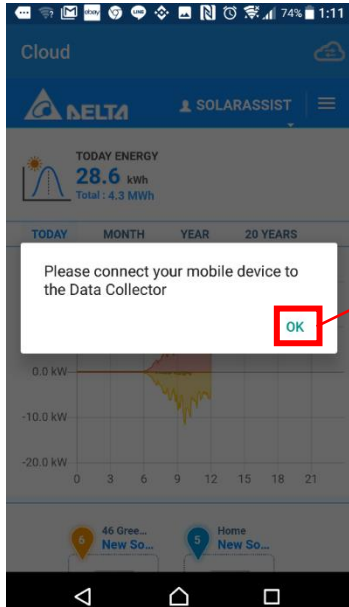 74% 1:11
Cloud
DELTA
SOLARASSIST
TODAY ENERGY
28.6 kWh
Total : 4.3 MWh
TODAY MONTH YEAR 20 YEARS
Please connect your mobile device to
the Data Collector
OK
0.0 kW
-10.0 kW
-20.0 kW
0 3 6 9 12 15 18 21
6 46 Gree... 5 Home
New So... New So...